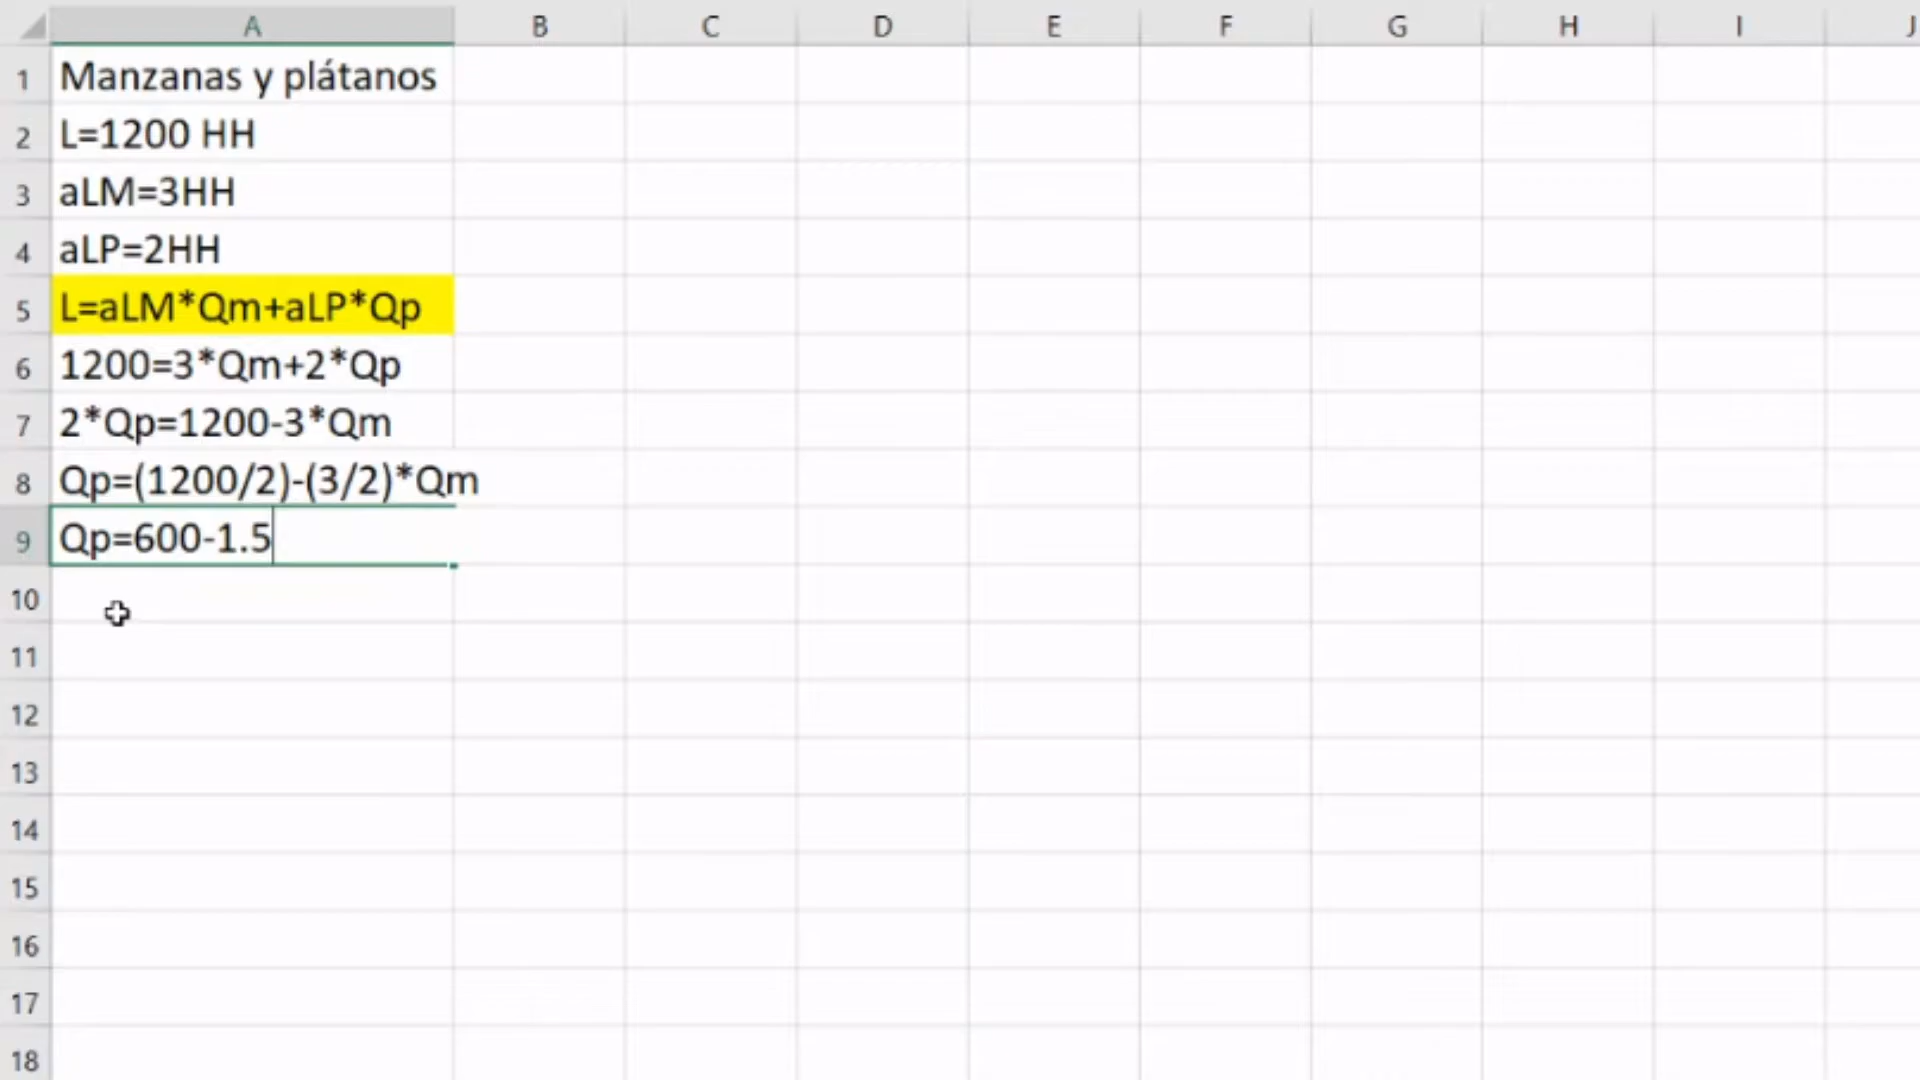 A B C D E F G H I J
1 Manzanas y plátanos
2 L=1200 HH
3 aLM=3HH
4 aLP=2HH
5 L=aLM*Qm+aLP*Qp
6 1200=3*Qm+2*Qp
7 2*Qp=1200-3*Qm
8 Qp=(1200/2)-(3/2)*Qm
9 Qp=600-1.5
10
11
12
13
14
15
16
17
18